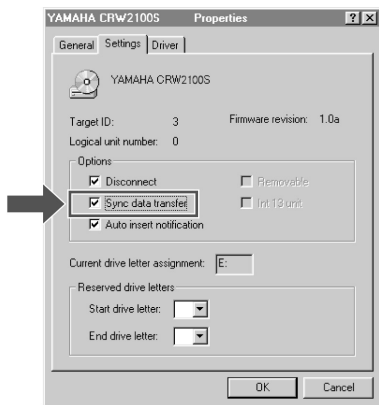 YAMAHA CRW2100S Properties
General Settings Driver
YAMAHA CRW2100S
Target ID: 3 Firmware revision: 1.0a
Logical unit number: 0
Options
Disconnect Removable
Sync data transfer Int 13 unit
Auto insert notification
Current drive letter assignment: E:
Reserved drive letters
Start drive letter:
End drive letter:
OK Cancel